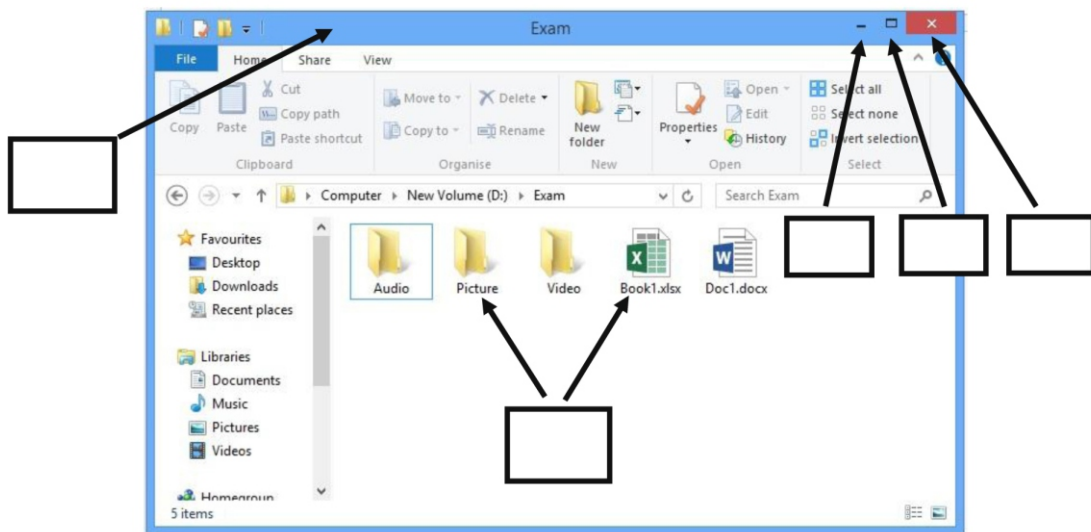 Exam
File Home Share View
Copy
Paste
Cut
Copy path
Paste shortcut
Clipboard
Move to
Copy to
Delete
Rename
Organise
New folder
New
Properties
Open
Edit
History
Open
Select all
Select none
Invert selection
Select
Computer New Volume (D:) Exam
Search Exam
Favourites
Desktop
Downloads
Recent places
Libraries
Documents
Music
Pictures
Videos
Homegroup
Audio Picture Video Book1.xlsx Doc1.docx
5 items